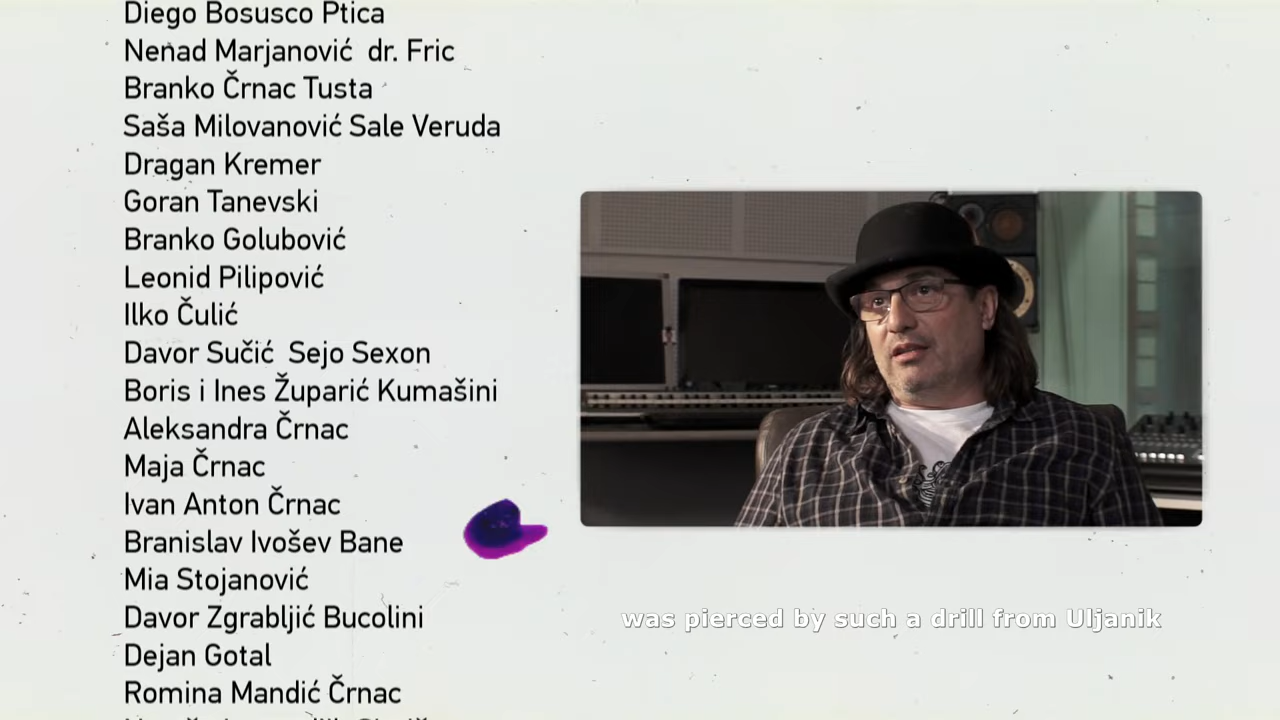 Diego Bosusco Ptica
Nenad Marjanović  dr. Fric
Branko Črnac Tusta
Saša Milovanović Sale Veruda
Dragan Kremer
Goran Tanevski
Branko Golubović
Leonid Pilipović
Ilko Čulić
Davor Sučić  Sejo Sexon
Boris i Ines Župarić Kumašini
Aleksandra Črnac
Maja Črnac
Ivan Anton Črnac
Branislav Ivošev Bane
Mia Stojanović
Davor Zgrabljić Bucolini
Dejan Gotal
Romina Mandić Črnac
was pierced by such a drill from Uljanik